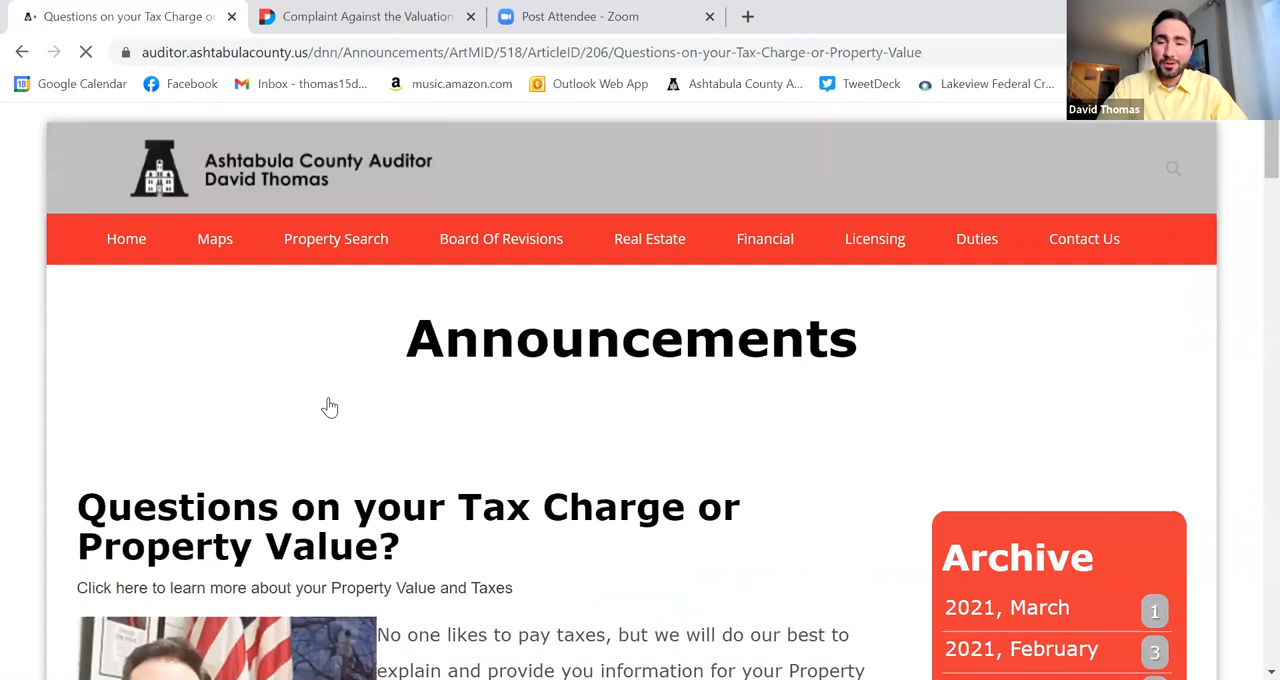 Questions on your Tax Charge or
Complaint Against the Valuation
Post Attendee - Zoom
auditor.ashtabulacounty.us/dnn/Announcements/ArtMID/518/ArticleID/206/Questions-on-your-Tax-Charge-or-Property-Value
Google Calendar
Facebook
Inbox - thomas15d...
music.amazon.com
Outlook Web App
Ashtabula County A...
TweetDeck
Lakeview Federal Cr...
David Thomas
Ashtabula County Auditor
David Thomas
Home Maps Property Search Board Of Revisions Real Estate Financial Licensing Duties Contact Us
Announcements
Questions on your Tax Charge or
Property Value?
Click here to learn more about your Property Value and Taxes
No one likes to pay taxes, but we will do our best to
explain and provide you information for your Property
Archive
2021, March 1
2021, February 3